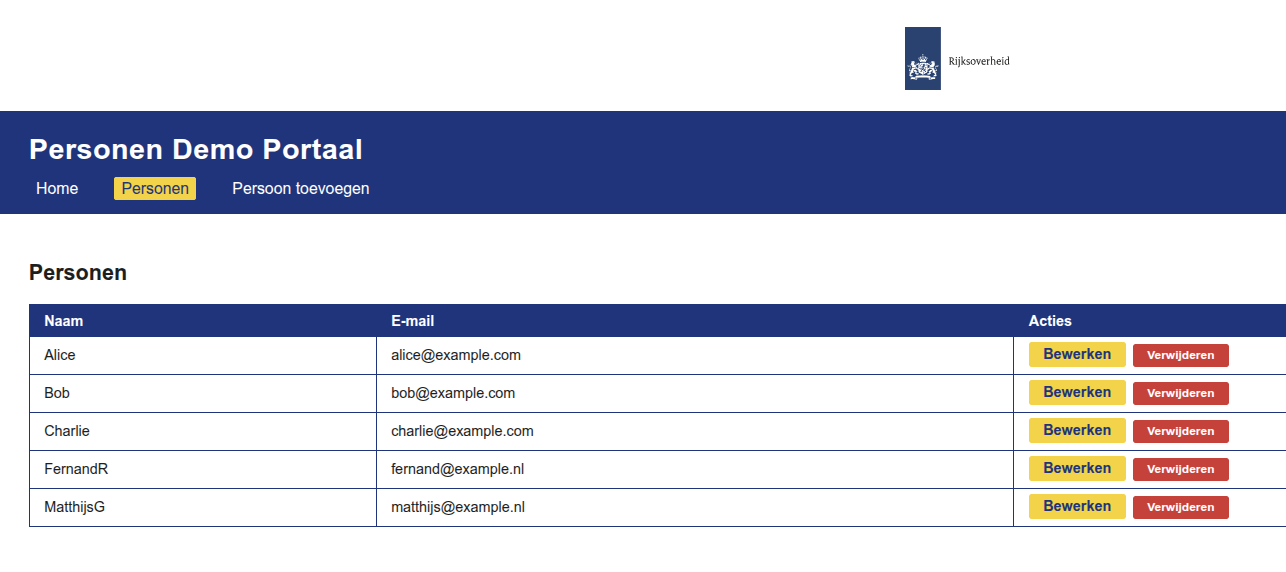 Rijksoverheid
Personen Demo Portaal
Home Personen Persoon toevoegen
Personen
Naam E-mail Acties
Alice alice@example.com Bewerken Verwijderen
Bob bob@example.com Bewerken Verwijderen
Charlie charlie@example.com Bewerken Verwijderen
FernandR fernand@example.nl Bewerken Verwijderen
MatthijsG matthijs@example.nl Bewerken Verwijderen